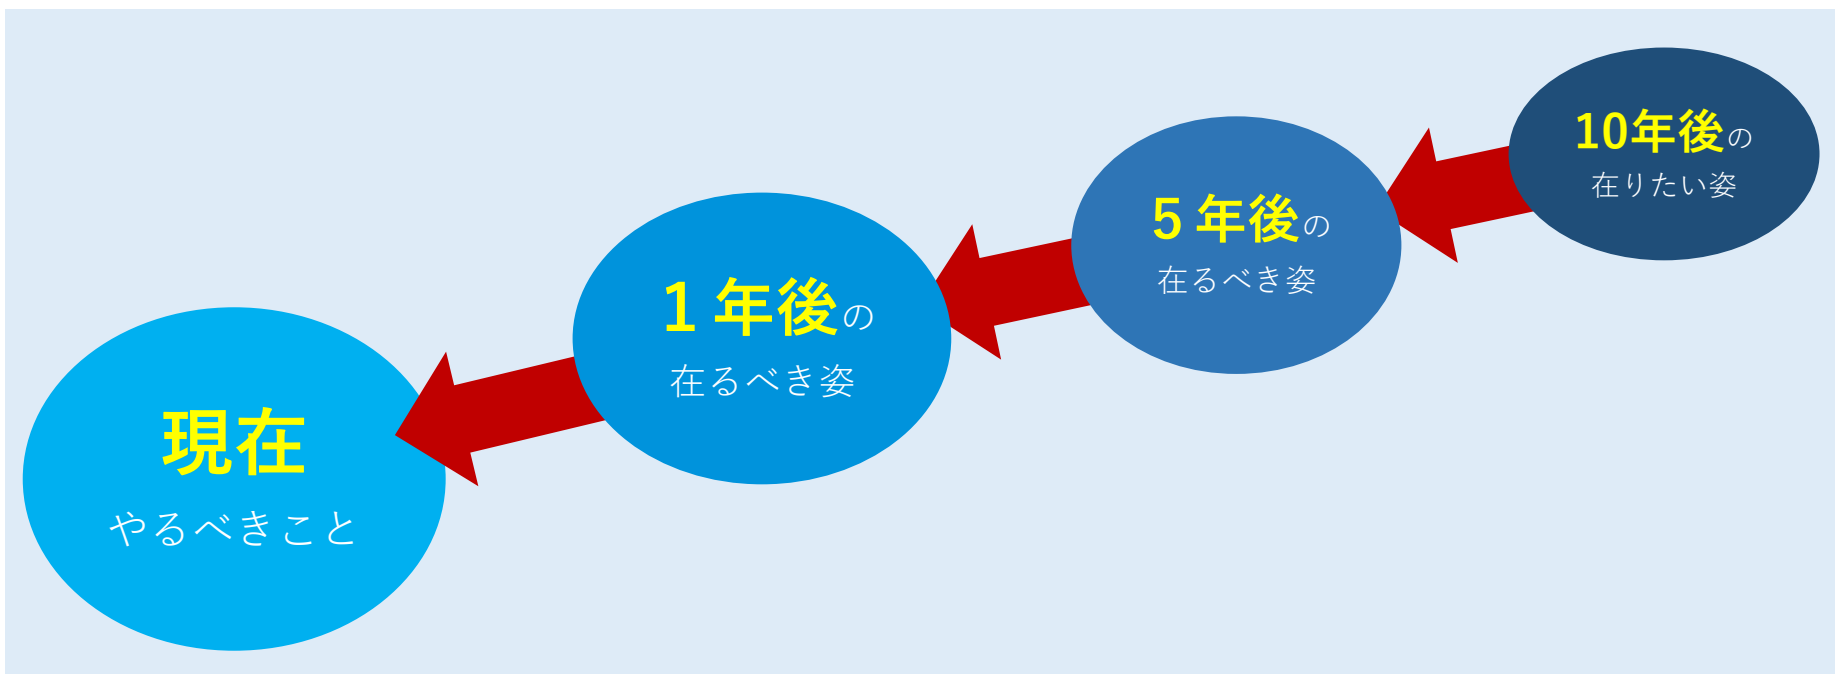 現在
やるべきこと
1年後の
在るべき姿
5年後の
在るべき姿
10年後の
在りたい姿